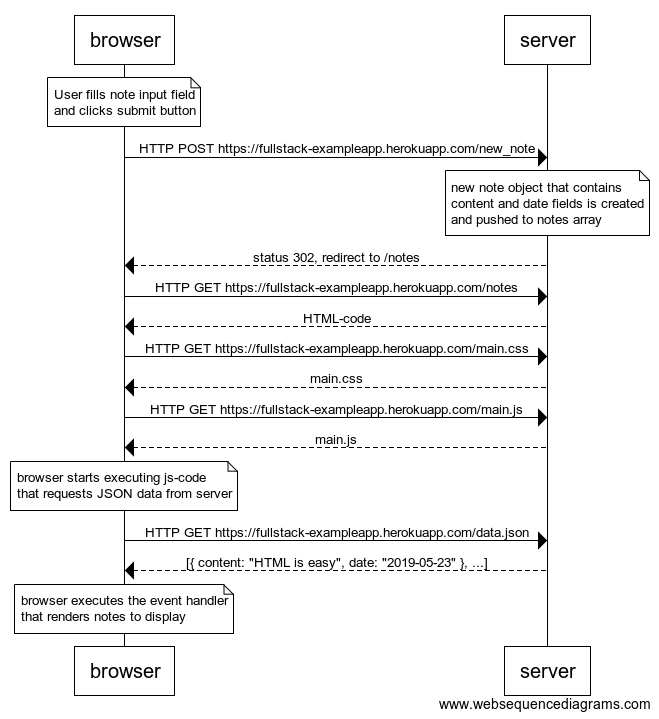 browser
server
User fills note input field
and clicks submit button
HTTP POST https://fullstack-exampleapp.herokuapp.com/new_note
new note object that contains
content and date fields is created
and pushed to notes array
status 302, redirect to /notes
HTTP GET https://fullstack-exampleapp.herokuapp.com/notes
HTML-code
HTTP GET https://fullstack-exampleapp.herokuapp.com/main.css
main.css
HTTP GET https://fullstack-exampleapp.herokuapp.com/main.js
main.js
browser starts executing js-code
that requests JSON data from server
HTTP GET https://fullstack-exampleapp.herokuapp.com/data.json
[{ content: "HTML is easy", date: "2019-05-23" }, ...]
browser executes the event handler
that renders notes to display
browser
server
www.websequencediagrams.com